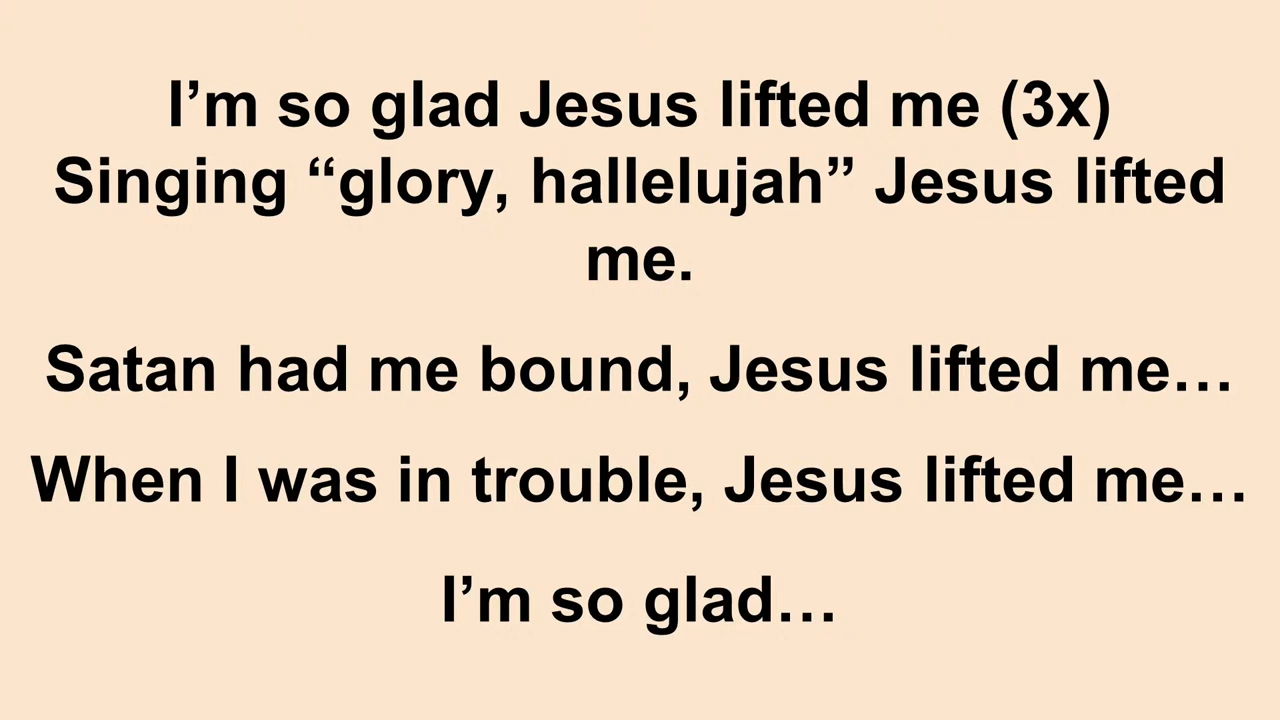 I’m so glad Jesus lifted me (3x)
Singing “glory, hallelujah” Jesus lifted
me.
Satan had me bound, Jesus lifted me…
When I was in trouble, Jesus lifted me…
I’m so glad…